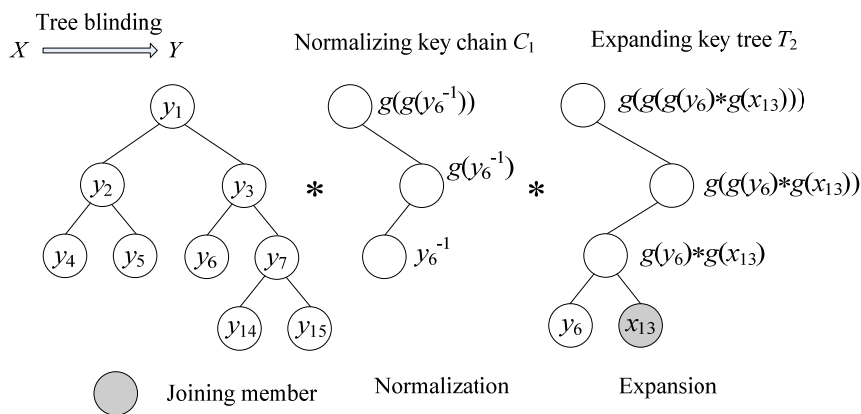 Tree blinding
X Y
Normalizing key chain C₁
Expanding key tree T₂
y₁
g(g(y₆⁻¹))
g(g(g(y₆)*g(x₁₃)))
y₂
y₃
*
g(y₆⁻¹)
*
g(g(y₆)*g(x₁₃))
y₄
y₅
y₆
y₇
y₆⁻¹
g(y₆)*g(x₁₃)
y₁₄
y₁₅
y₆
x₁₃
Joining member
Normalization
Expansion